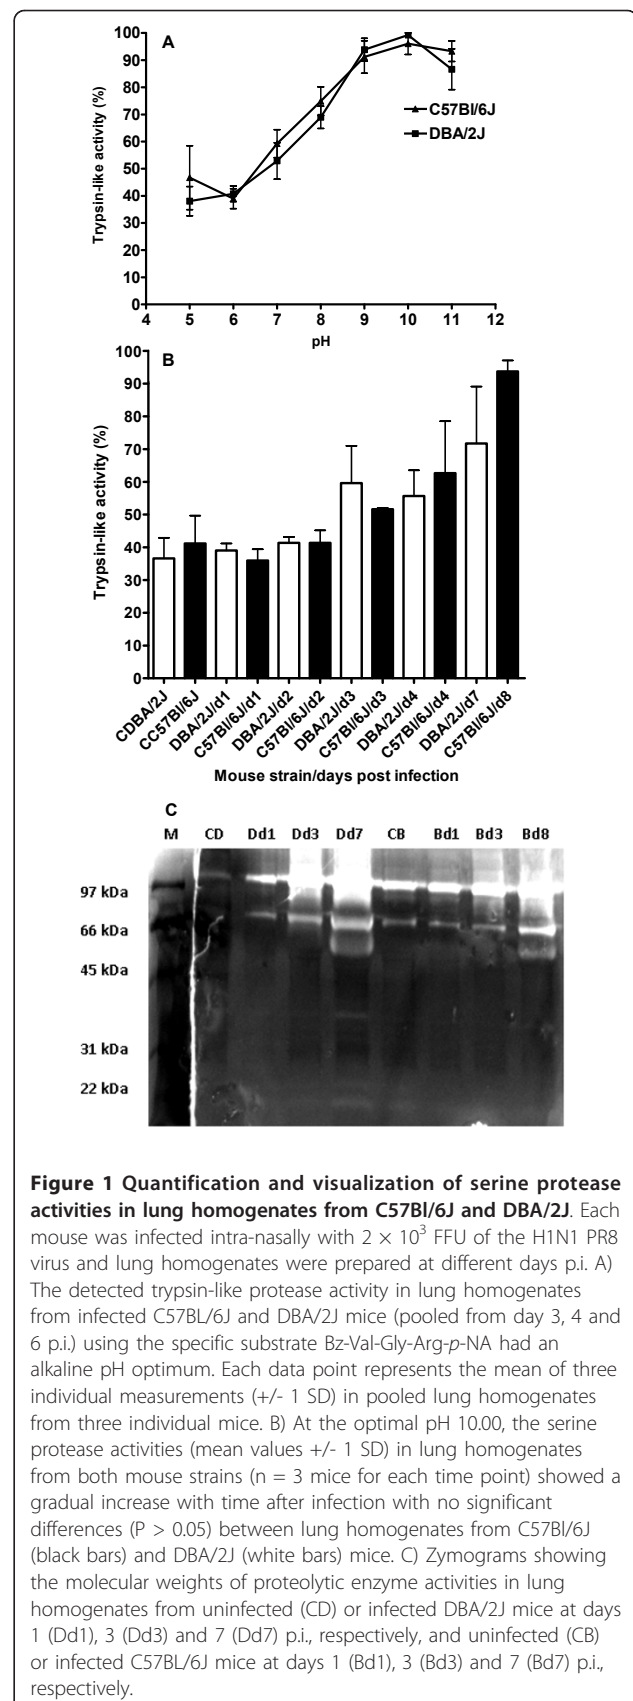 A
100
90
80
70
60
50
40
30
20
10
0
Trypsin-like activity (%)
C57Bl/6J
DBA/2J
4 5 6 7 8 9 10 11 12
pH
B
100
90
80
70
60
50
40
30
20
10
0
Trypsin-like activity (%)
CDBA/2J
CC57Bl/6J
DBA/2J/d1
C57Bl/6J/d1
DBA/2J/d2
C57Bl/6J/d2
DBA/2J/d3
C57Bl/6J/d3
DBA/2J/d4
C57Bl/6J/d4
DBA/2J/d7
C57Bl/6J/d8
Mouse strain/days post infection
C
M CD Dd1 Dd3 Dd7 CB Bd1 Bd3 Bd8
97 kDa
66 kDa
45 kDa
31 kDa
22 kDa
Figure 1 Quantification and visualization of serine protease
activities in lung homogenates from C57Bl/6J and DBA/2J. Each
mouse was infected intra-nasally with 2 × 10³ FFU of the H1N1 PR8
virus and lung homogenates were prepared at different days p.i. A)
The detected trypsin-like protease activity in lung homogenates
from infected C57BL/6J and DBA/2J mice (pooled from day 3, 4 and
6 p.i.) using the specific substrate Bz-Val-Gly-Arg-p-NA had an
alkaline pH optimum. Each data point represents the mean of three
individual measurements (+/- 1 SD) in pooled lung homogenates
from three individual mice. B) At the optimal pH 10.00, the serine
protease activities (mean values +/- 1 SD) in lung homogenates
from both mouse strains (n = 3 mice for each time point) showed a
gradual increase with time after infection with no significant
differences (P > 0.05) between lung homogenates from C57Bl/6J
(black bars) and DBA/2J (white bars) mice. C) Zymograms showing
the molecular weights of proteolytic enzyme activities in lung
homogenates from uninfected (CD) or infected DBA/2J mice at days
1 (Dd1), 3 (Dd3) and 7 (Dd7) p.i., respectively, and uninfected (CB)
or infected C57BL/6J mice at days 1 (Bd1), 3 (Bd3) and 7 (Bd7) p.i.,
respectively.